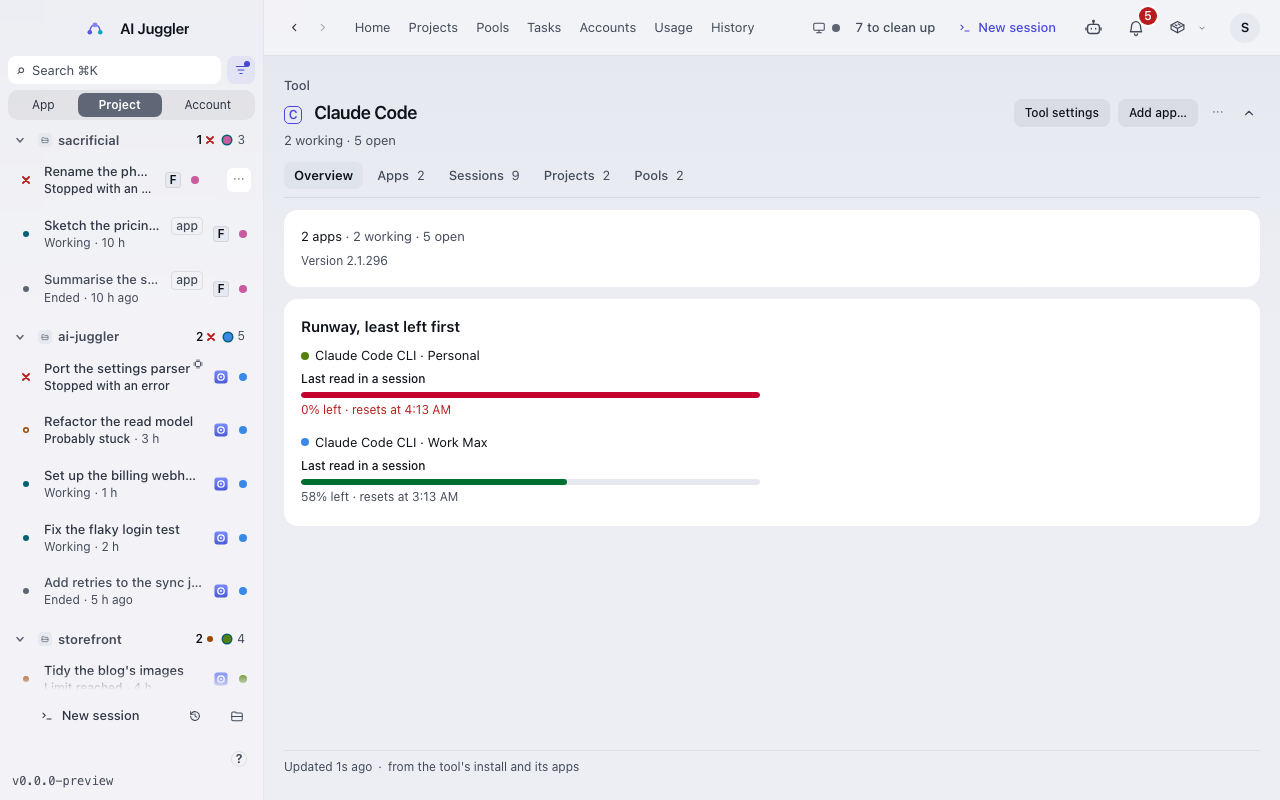 AI Juggler
Search ⌘K
App
Project
Account
sacrificial
1
3
Rename the ph...
Stopped with an ...
F
Sketch the pricin...
app
Working · 10 h
F
Summarise the s...
app
Ended · 10 h ago
F
ai-juggler
2
5
Port the settings parser
Stopped with an error
Refactor the read model
Probably stuck · 3 h
Set up the billing webh...
Working · 1 h
Fix the flaky login test
Working · 2 h
Add retries to the sync j...
Ended · 5 h ago
storefront
2
4
Tidy the blog's images
Limit reached · 4 h
New session
?
v0.0.0-preview
Home
Projects
Pools
Tasks
Accounts
Usage
History
7 to clean up
New session
5
S
Tool
C
Claude Code
Tool settings
Add app...
2 working · 5 open
Overview
Apps 2
Sessions 9
Projects 2
Pools 2
2 apps · 2 working · 5 open
Version 2.1.296
Runway, least left first
Claude Code CLI · Personal
Last read in a session
0% left · resets at 4:13 AM
Claude Code CLI · Work Max
Last read in a session
58% left · resets at 3:13 AM
Updated 1s ago · from the tool's install and its apps